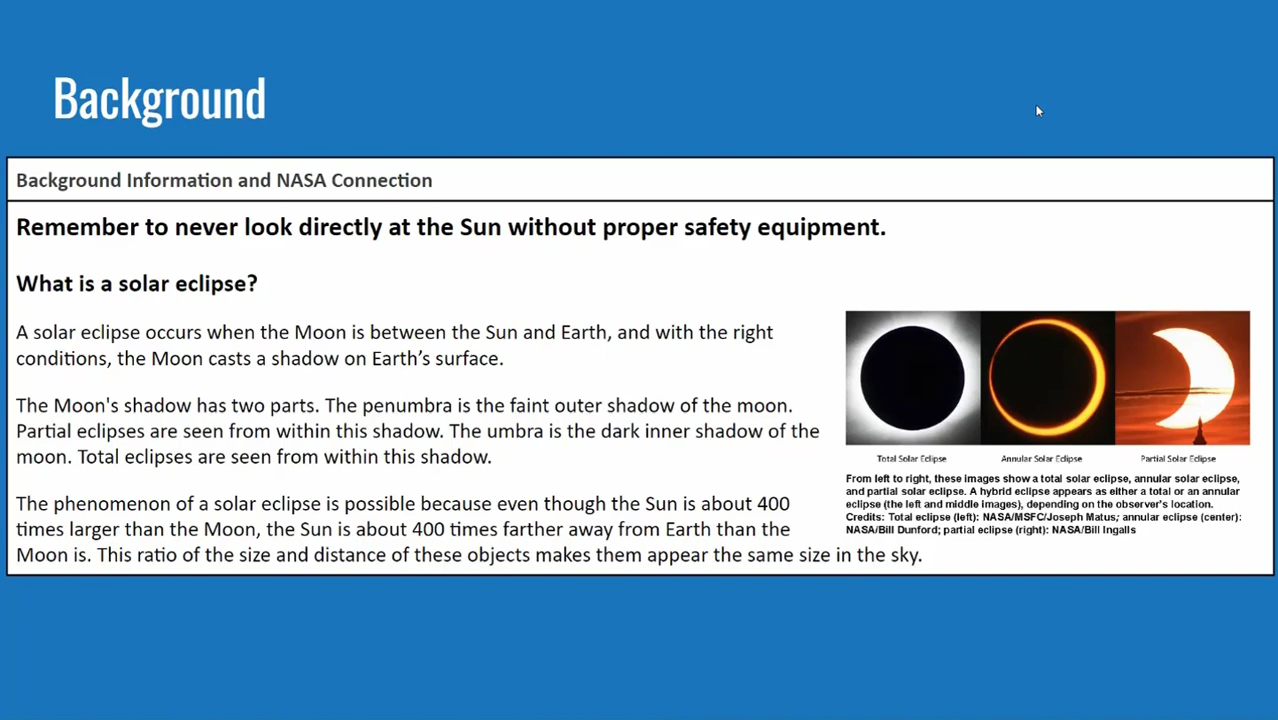 Background
Background Information and NASA Connection
Remember to never look directly at the Sun without proper safety equipment.
What is a solar eclipse?
A solar eclipse occurs when the Moon is between the Sun and Earth, and with the right
conditions, the Moon casts a shadow on Earth’s surface.
The Moon's shadow has two parts. The penumbra is the faint outer shadow of the moon.
Partial eclipses are seen from within this shadow. The umbra is the dark inner shadow of the
moon. Total eclipses are seen from within this shadow.
The phenomenon of a solar eclipse is possible because even though the Sun is about 400
times larger than the Moon, the Sun is about 400 times farther away from Earth than the
Moon is. This ratio of the size and distance of these objects makes them appear the same size in the sky.
Total Solar Eclipse
Annular Solar Eclipse
Partial Solar Eclipse
From left to right, these images show a total solar eclipse, annular solar eclipse,
and partial solar eclipse. A hybrid eclipse appears as either a total or an annular
eclipse (the left and middle images), depending on the observer's location.
Credits: Total eclipse (left): NASA/MSFC/Joseph Matus; annular eclipse (center):
NASA/Bill Dunford; partial eclipse (right): NASA/Bill Ingalls